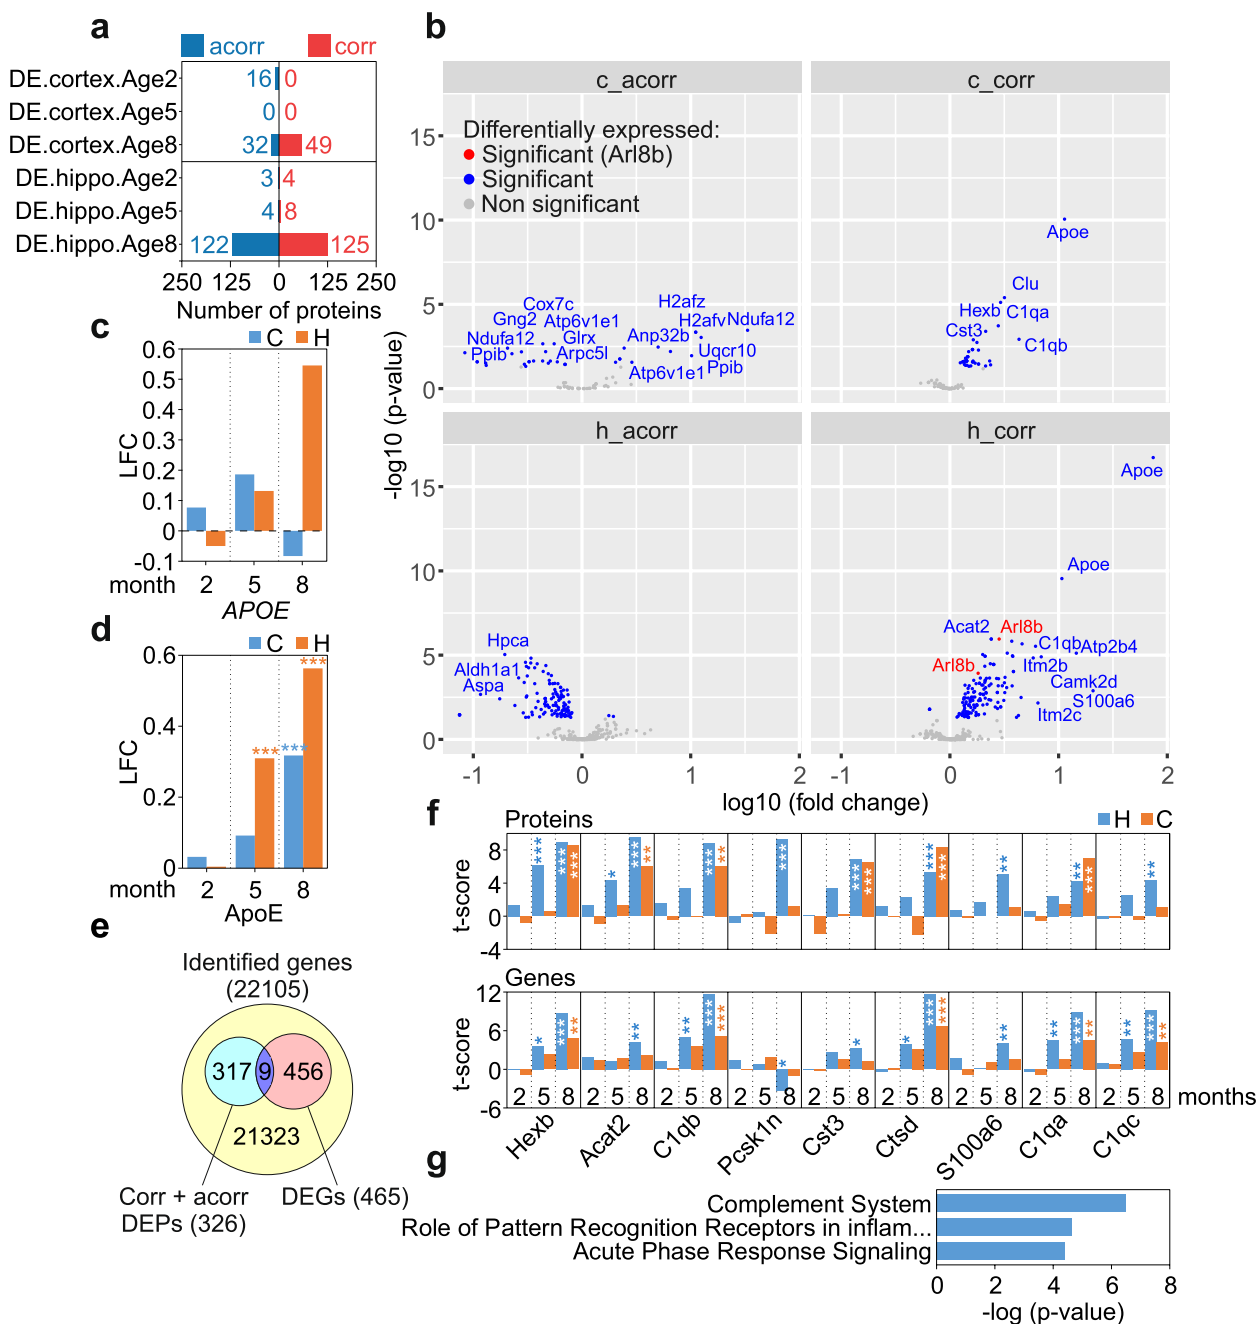 a
acorr corr
DE.cortex.Age2 16 0
DE.cortex.Age5 0 0
DE.cortex.Age8 32 49
DE.hippo.Age2 3 4
DE.hippo.Age5 4 8
DE.hippo.Age8 122 125
250 125 0 125 250
Number of proteins
b
c_acorr c_corr
Differentially expressed:
Significant (Arl8b)
Significant
Non significant
15
10
5
0
Cox7c
Gng2 Atp6v1e1
Ndufa12 Glrx
Ppib Arpc5l
H2afz
H2afv Ndufa12
Anp32b
Uqcr10
Atp6v1e1 Ppib
Apoe
Clu
Hexb C1qa
Cst3
C1qb
-log10 (p-value)
h_acorr h_corr
15
10
5
0
Hpca
Aldh1a1
Aspa
Apoe
Apoe
Acat2 Arl8b
C1qb Atp2b4
Arl8b Itm2b
Camk2d
S100a6
Itm2c
-1 0 1 2 -1 0 1 2
log10 (fold change)
c
C H
0.6
0.5
0.4
0.3
0.2
0.1
0
-0.1
LFC
month 2 5 8
APOE
d
C H
0.6
0.4
0.2
0
LFC
*** *** ***
month 2 5 8
ApoE
e
Identified genes
(22105)
317 9 456
21323
Corr + acorr
DEPs (326)
DEGs (465)
f
Proteins H C
8
4
0
-4
t-score
*** *** *** * *** ** *** ** *** *** *** *** *** ** ** *** **
Genes
12
6
0
-6
t-score
* *** ** ** ** *** ** * * * *** *** ** ** *** ** ** *** **
2 5 8 2 5 8 2 5 8 2 5 8 2 5 8 2 5 8 2 5 8 2 5 8 2 5 8 months
Hexb Acat2 C1qb Pcsk1n Cst3 Ctsd S100a6 C1qa C1qc
g
Complement System
Role of Pattern Recognition Receptors in inflam...
Acute Phase Response Signaling
0 2 4 6 8
-log (p-value)